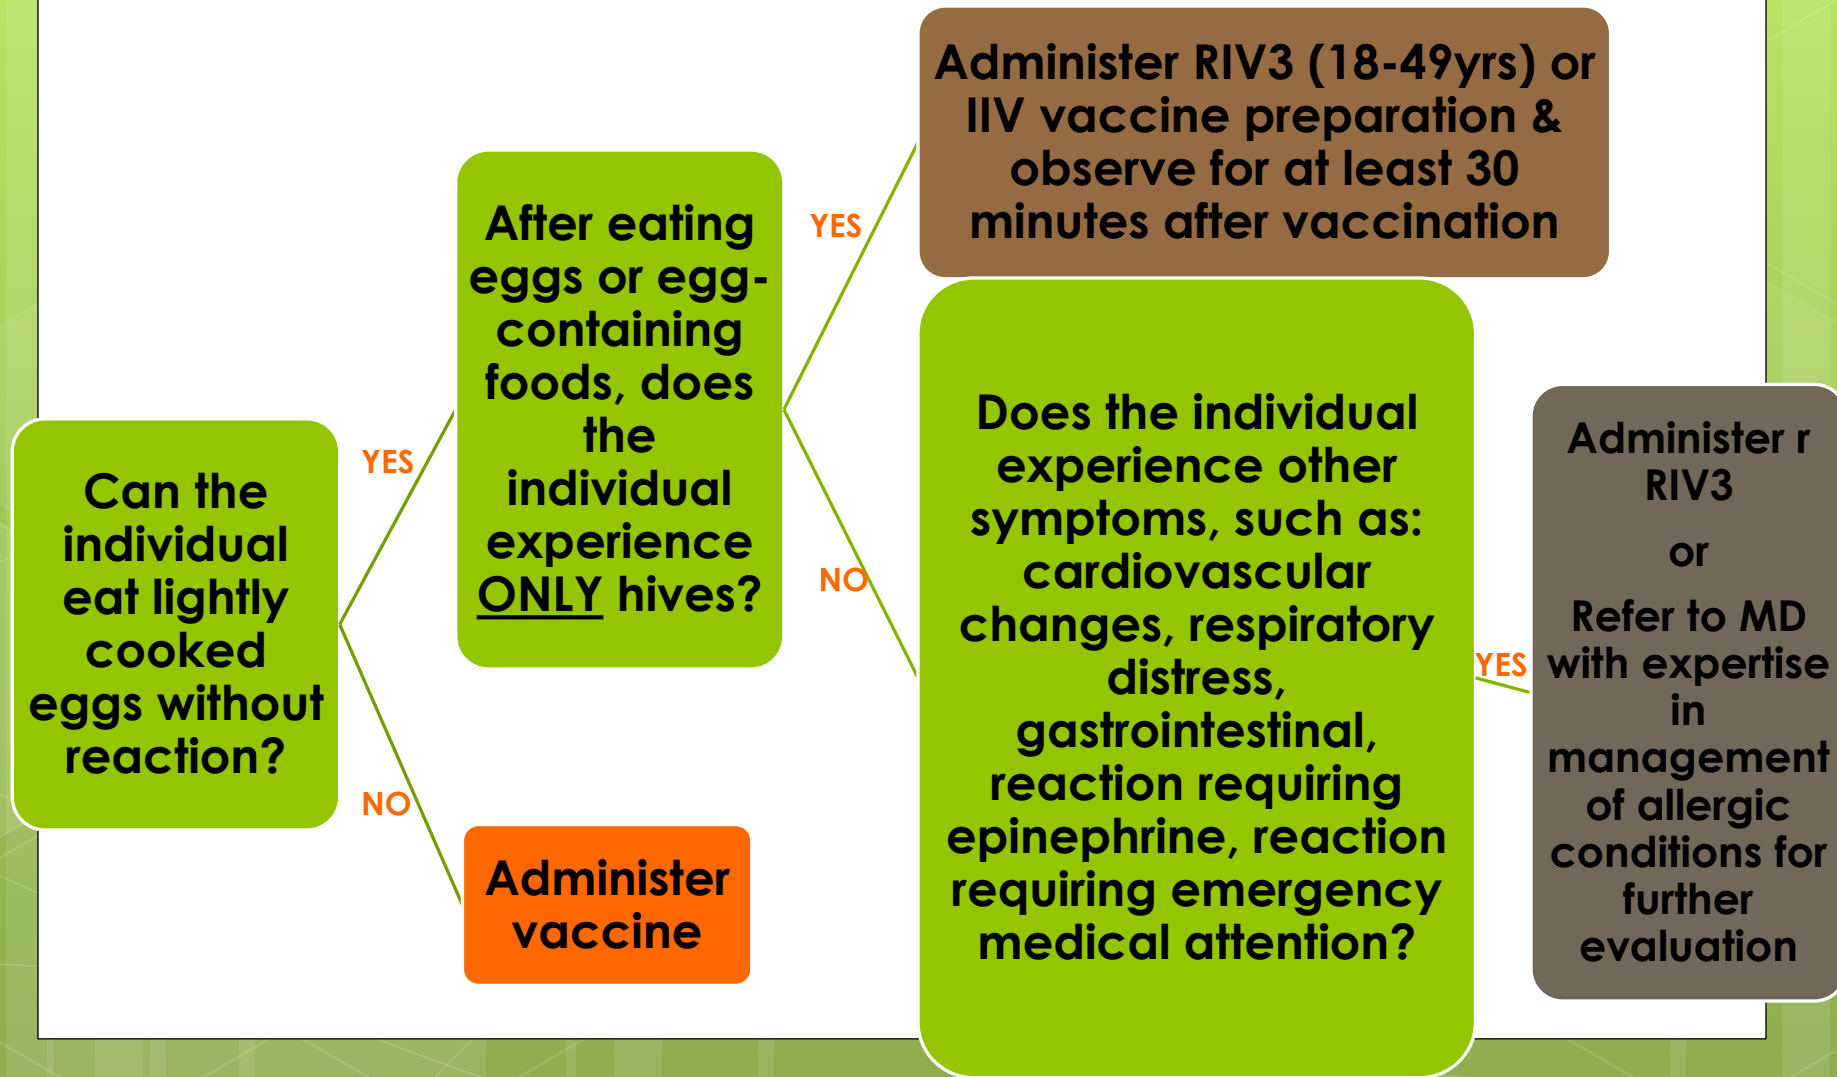 Can the
individual
eat lightly
cooked
eggs without
reaction?
YES
NO
After eating
eggs or egg-
containing
foods, does
the
individual
experience
ONLY hives?
Administer
vaccine
YES
NO
Administer RIV3 (18-49yrs) or
IIV vaccine preparation &
observe for at least 30
minutes after vaccination
Does the individual
experience other
symptoms, such as:
cardiovascular
changes, respiratory
distress,
gastrointestinal,
reaction requiring
epinephrine, reaction
requiring emergency
medical attention?
YES
Administer r
RIV3
or
Refer to MD
with expertise
in
management
of allergic
conditions for
further
evaluation